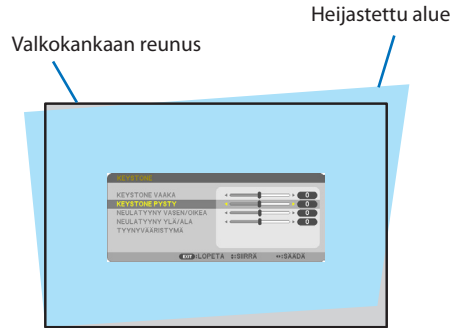 Heijastettu alue
Valkokankaan reunus
KEYSTONE
KEYSTONE VAAKA 0
KEYSTONE PYSTY 0
NEULATYYNY VASEN/OIKEA 0
NEULATYYNY YLÄ/ALA 0
TYYNYVÄÄRISTYMÄ
EXIT :LOPETA ↕:SIIRRÄ ↔:SÄÄDÄ